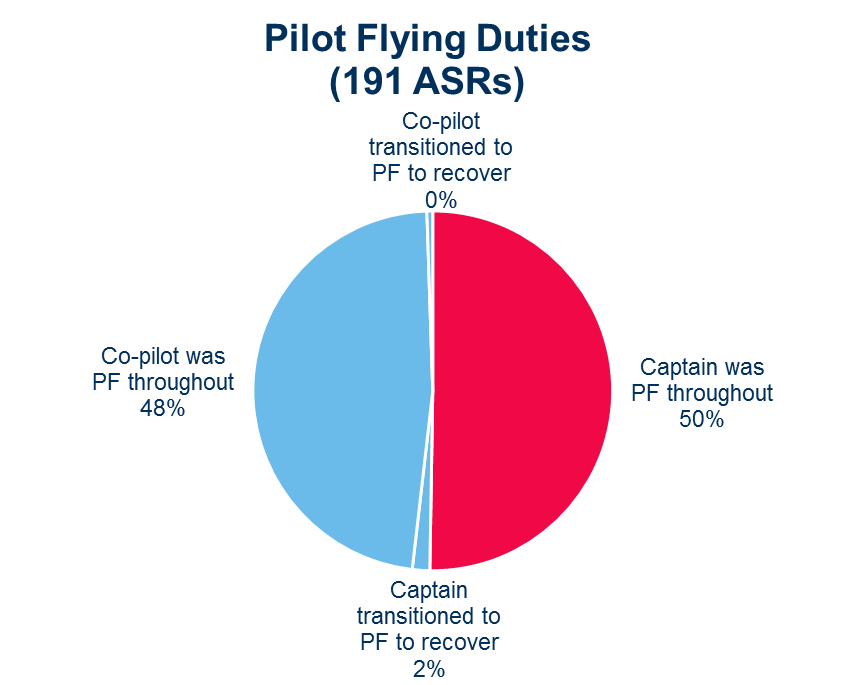 Pilot Flying Duties
(191 ASRs)
Co-pilot
transitioned to
PF to recover
0%
Co-pilot was
PF throughout
48%
Captain was
PF throughout
50%
Captain
transitioned to
PF to recover
2%